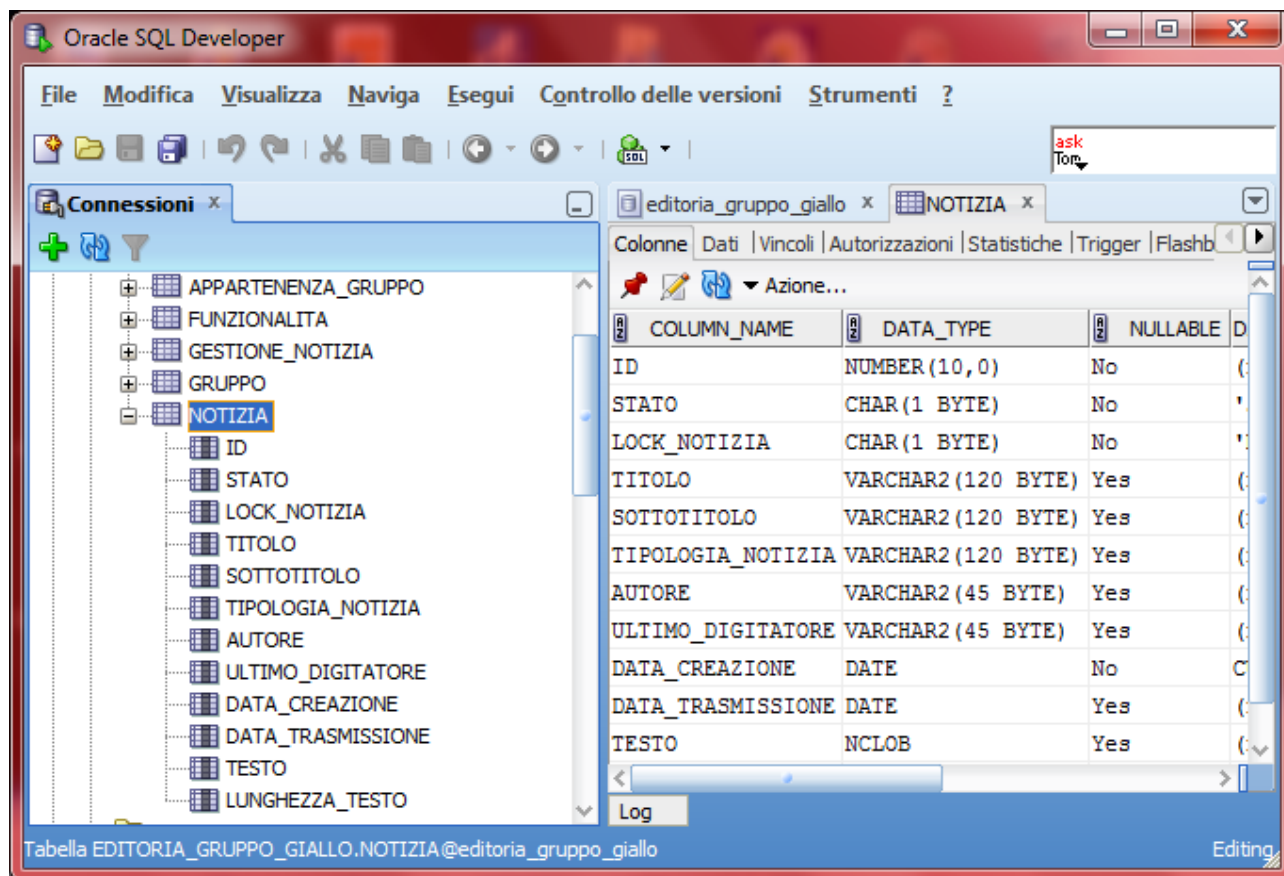 Oracle SQL Developer
File Modifica Visualizza Naviga Esegui Controllo delle versioni Strumenti ?
SQL
ask
Tom
Connessioni
editoria_gruppo_giallo NOTIZIA
Colonne Dati Vincoli Autorizzazioni Statistiche Trigger Flashb
Azione...
APPARTENENZA_GRUPPO
FUNZIONALITA
GESTIONE_NOTIZIA
GRUPPO
NOTIZIA
ID
STATO
LOCK_NOTIZIA
TITOLO
SOTTOTITOLO
TIPOLOGIA_NOTIZIA
AUTORE
ULTIMO_DIGITATORE
DATA_CREAZIONE
DATA_TRASMISSIONE
TESTO
LUNGHEZZA_TESTO
COLUMN_NAME DATA_TYPE NULLABLE D
ID NUMBER(10,0) No
STATO CHAR(1 BYTE) No
LOCK_NOTIZIA CHAR(1 BYTE) No
TITOLO VARCHAR2(120 BYTE) Yes
SOTTOTITOLO VARCHAR2(120 BYTE) Yes
TIPOLOGIA_NOTIZIA VARCHAR2(120 BYTE) Yes
AUTORE VARCHAR2(45 BYTE) Yes
ULTIMO_DIGITATORE VARCHAR2(45 BYTE) Yes
DATA_CREAZIONE DATE No
DATA_TRASMISSIONE DATE Yes
TESTO NCLOB Yes
Log
Tabella EDITORIA_GRUPPO_GIALLO.NOTIZIA@editoria_gruppo_giallo Editing